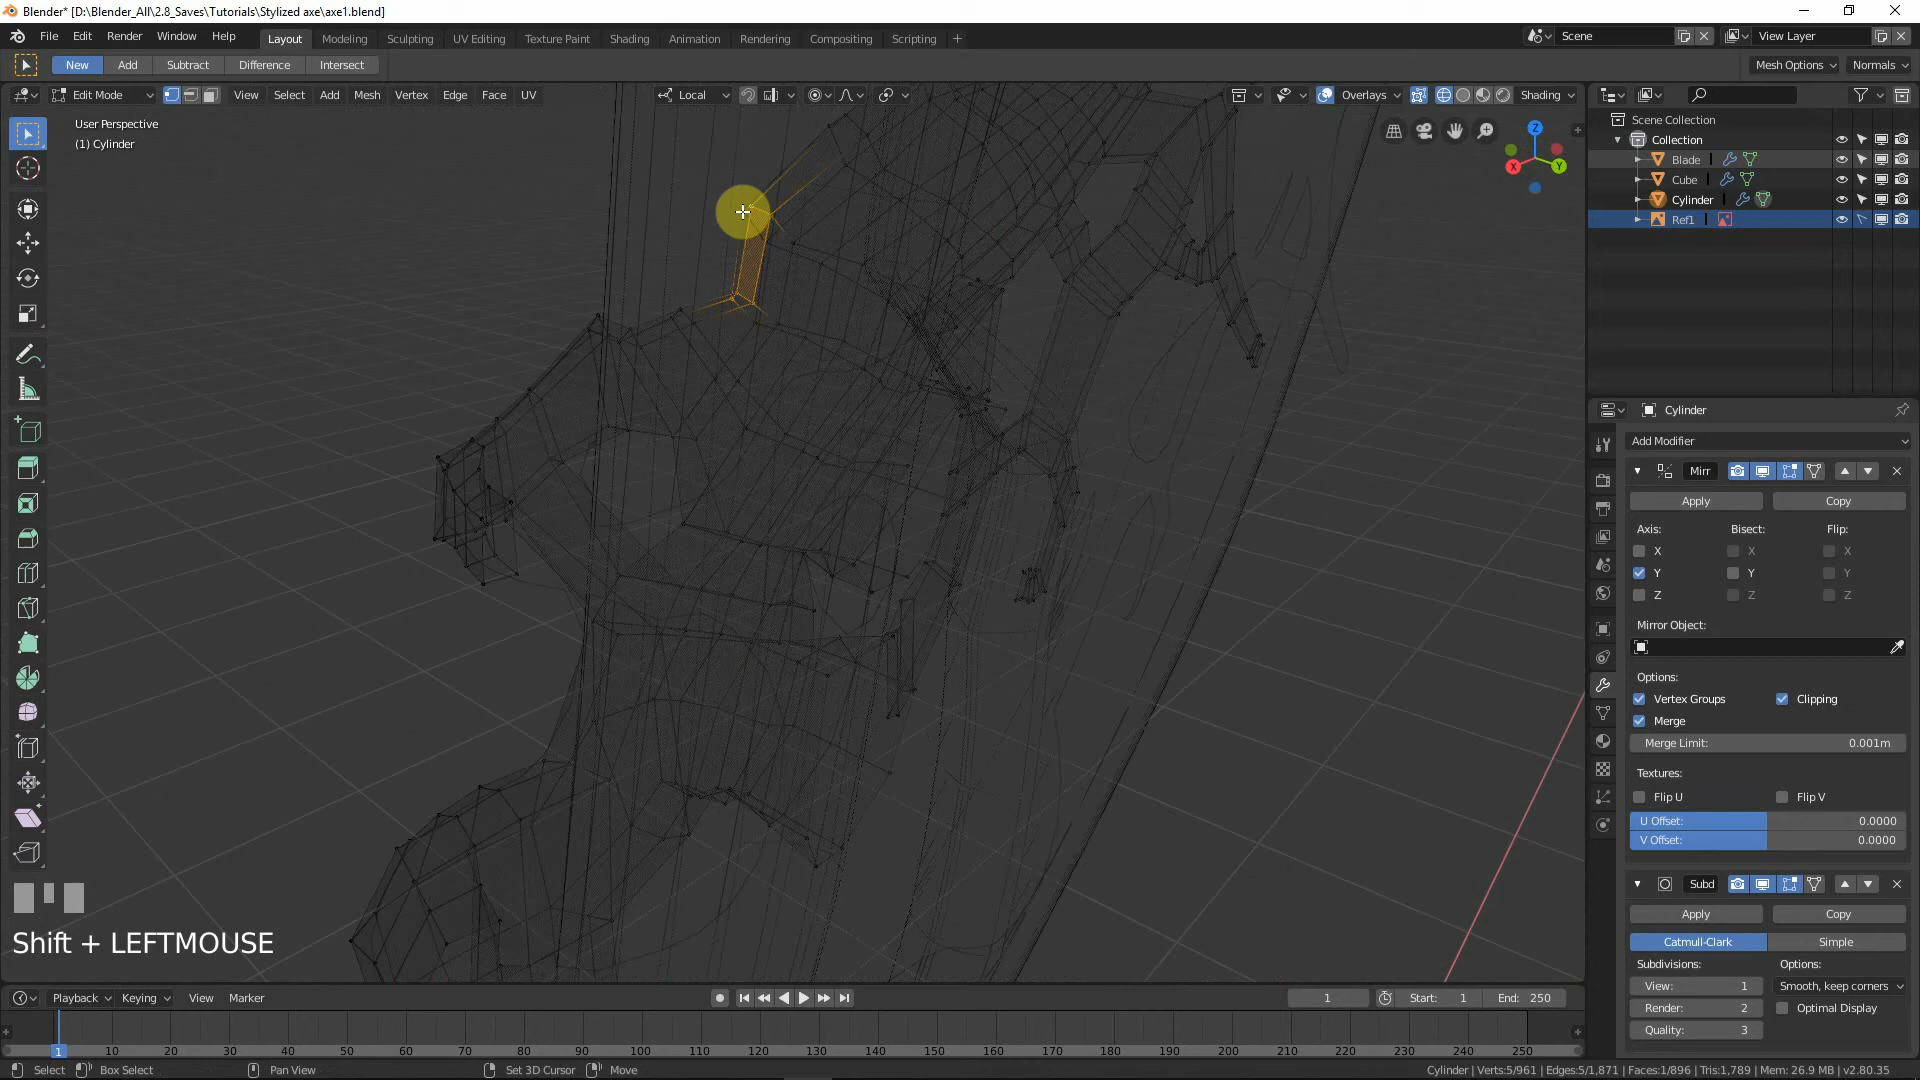 Blender* [D:\Blender_All\2.8_Saves\Tutorials\Stylized axe\axe1.blend]
File Edit Render Window Help Layout Modeling Sculpting UV Editing Texture Paint Shading Animation Rendering Compositing Scripting Scene View Layer
New Add Subtract Difference Intersect Mesh Options Normals
Edit Mode View Select Add Mesh Vertex Edge Face UV Local Overlays Shading
User Perspective
(1) Cylinder
Z
X
Y
Scene Collection
Collection
Blade
Cube
Cylinder
Ref1
Cylinder
Add Modifier
Mirr
Apply Copy
Axis: Bisect: Flip:
X X X
Y Y Y
Z Z Z
Mirror Object:
Options:
Vertex Groups Clipping
Merge
Merge Limit: 0.001m
Textures:
Flip U Flip V
U Offset: 0.0000
V Offset: 0.0000
Subd
Apply Copy
Catmull-Clark Simple
Subdivisions: Options:
View: 1 Smooth, keep corners
Render: 2 Optimal Display
Quality: 3
Shift + LEFTMOUSE
Playback Keying View Marker 1 Start: 1 End: 250
1 10 20 30 40 50 60 70 80 90 100 110 120 130 140 150 160 170 180 190 200 210 220 230 240 250
Select Box Select Pan View Set 3D Cursor Move Cylinder | Verts:5/961 | Edges:5/1,871 | Faces:1/896 | Tris:1,789 | Mem: 26.9 MB | v2.80.35